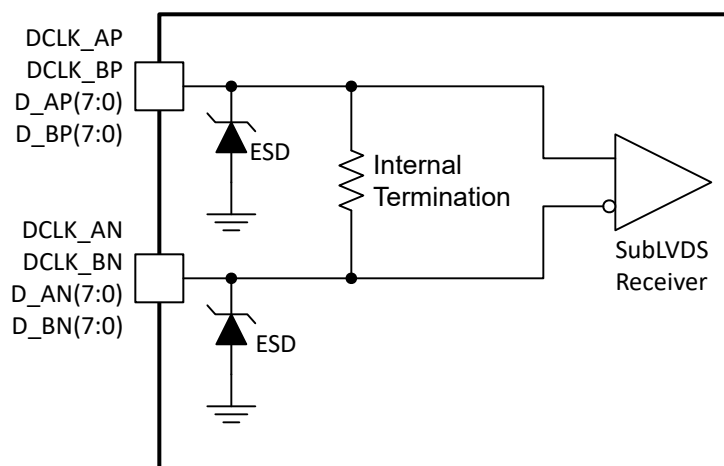 DCLK_AP
DCLK_BP
D_AP(7:0)
D_BP(7:0)
ESD
Internal
Termination
SubLVDS
Receiver
DCLK_AN
DCLK_BN
D_AN(7:0)
D_BN(7:0)
ESD